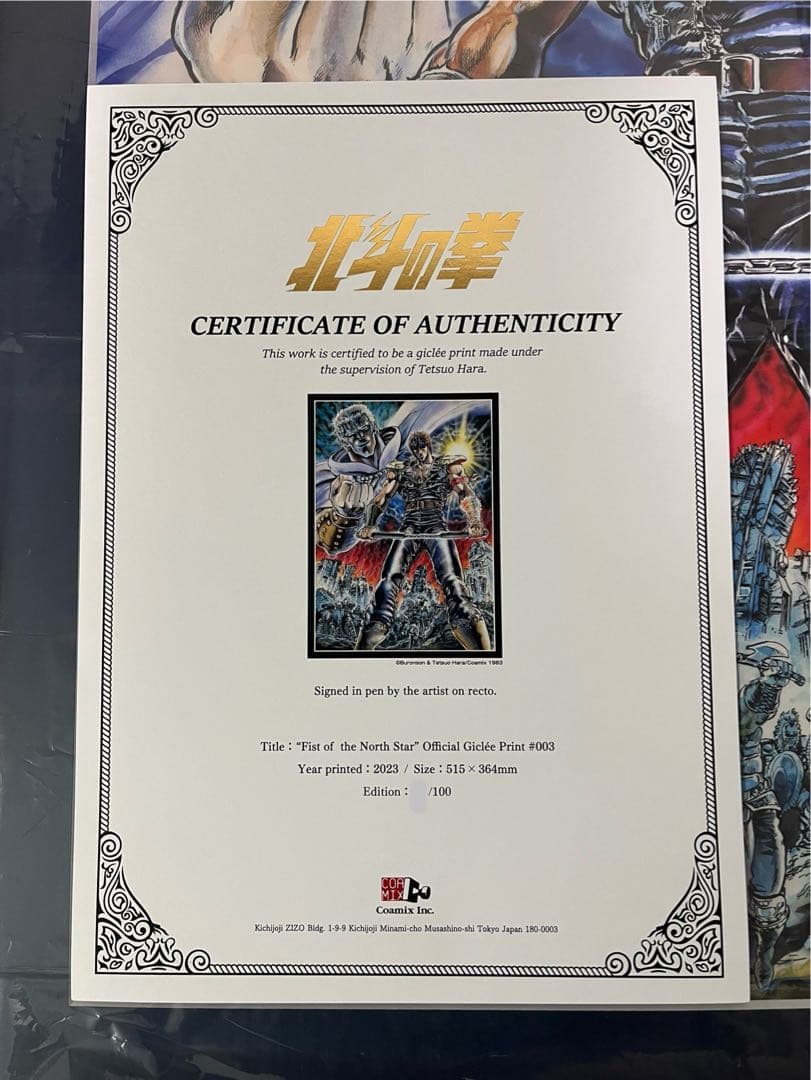 北斗の拳
CERTIFICATE OF AUTHENTICITY
This work is certified to be a giclée print made under
the supervision of Tetsuo Hara.
©Buronson & Tetsuo Hara/Coamix 1983
Signed in pen by the artist on recto.
Title：“Fist of the North Star” Official Giclée Print #003
Year printed：2023 / Size：515×364mm
Edition： /100
COA
MIX
Coamix Inc.
Kichijoji ZIZO Bldg. 1-9-9 Kichijoji Minami-cho Musashino-shi Tokyo Japan 180-0003